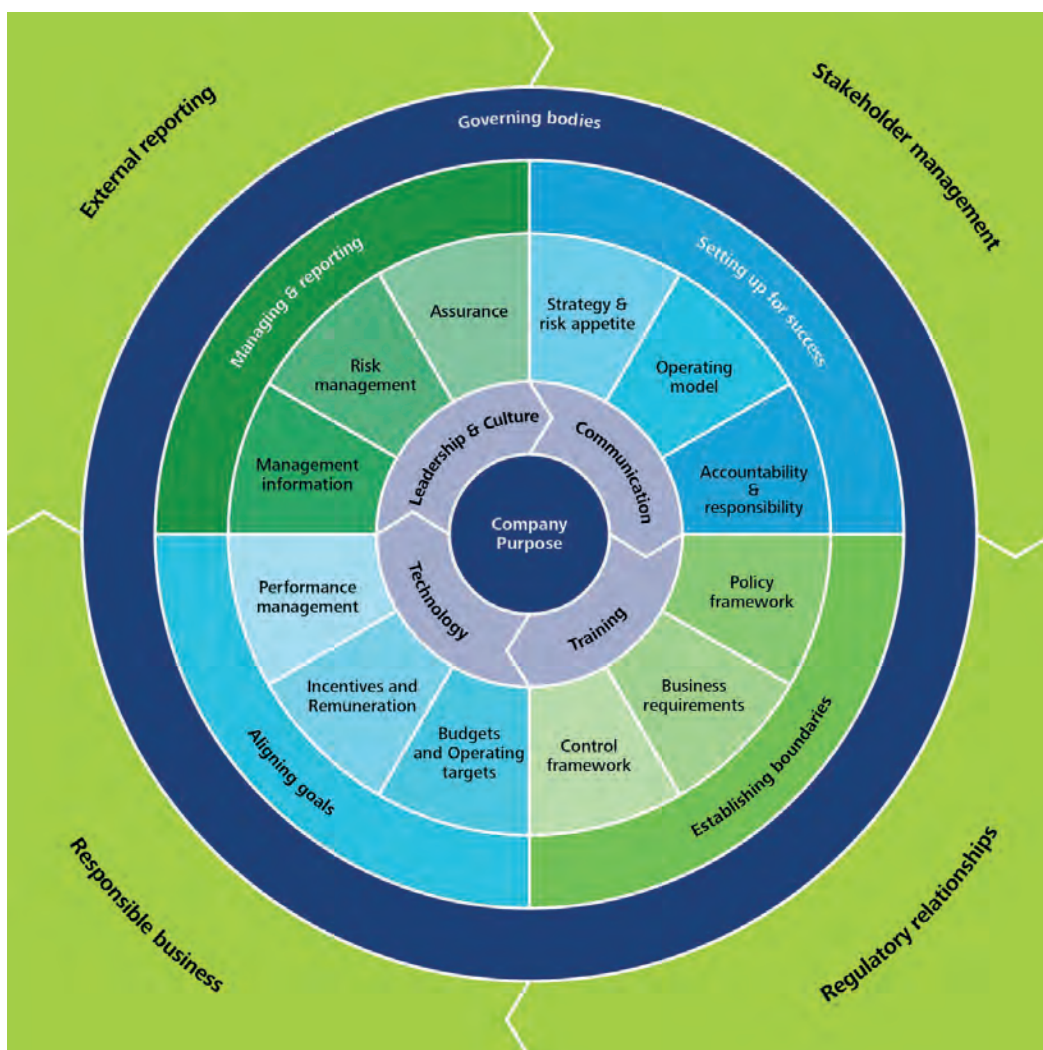 External reporting
Stakeholder management
Governing bodies
Managing & reporting
Setting up for success
Assurance
Strategy &
risk appetite
Risk
management
Operating
model
Management
information
Accountability
&
responsibility
Leadership & Culture
Communication
Company
Purpose
Technology
Training
Performance
management
Policy
framework
Incentives and
Remuneration
Business
requirements
Budgets
and Operating
targets
Control
framework
Aligning goals
Establishing boundaries
Responsible business
Regulatory relationships